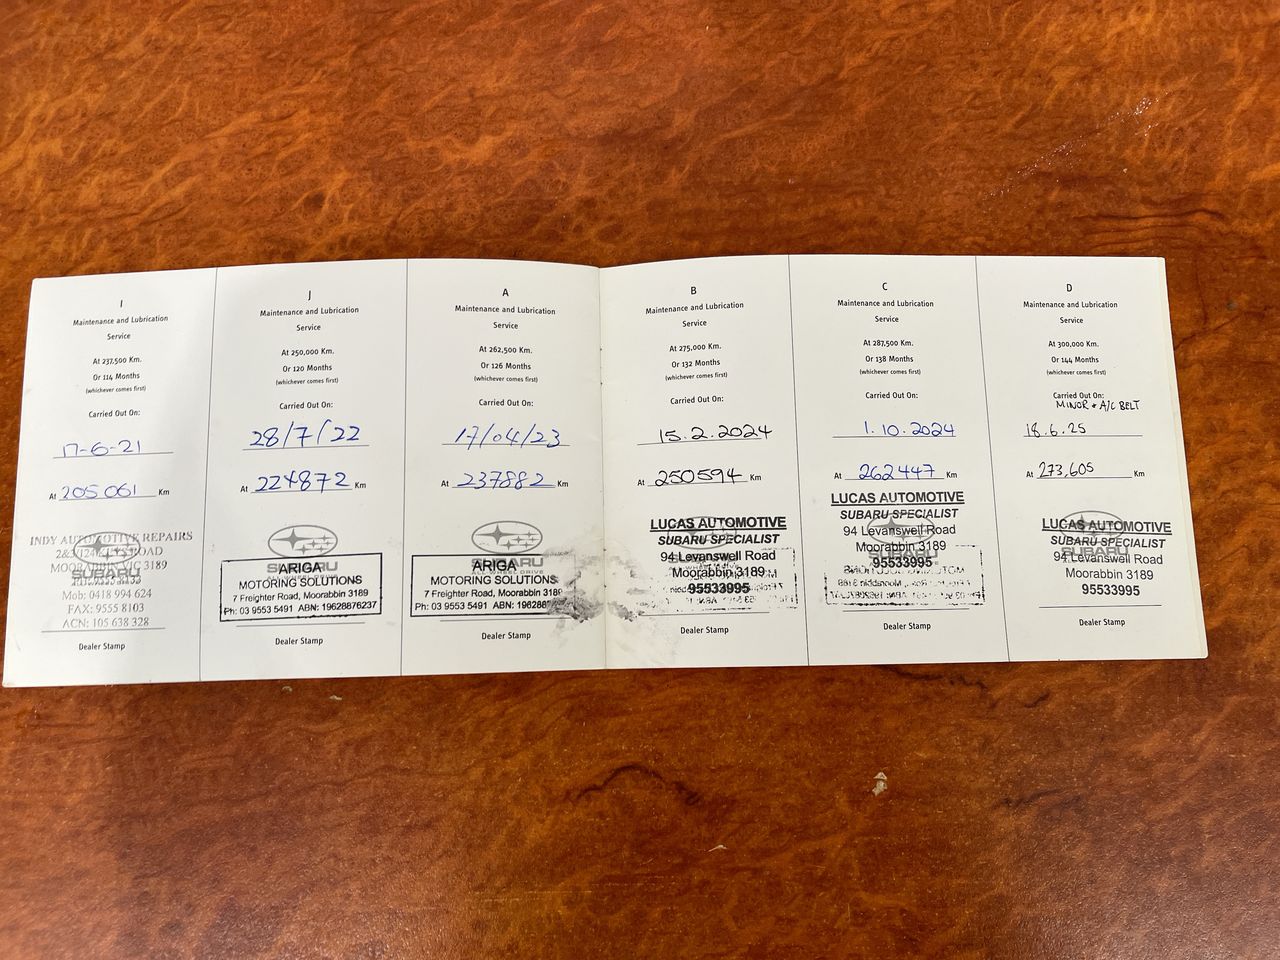 I
Maintenance and Lubrication
Service
At 237,500 Km.
Or 114 Months
(whichever comes first)
Carried Out On:
17-6-21
At 205 061 Km
INDY AUTOMOTIVE REPAIRS
MOORABBIN VIC 3189
Mob: 0418 994 624
FAX: 9555 8103
ACN: 105 638 328
Dealer Stamp
J
Maintenance and Lubrication
Service
At 250,000 Km.
Or 120 Months
(whichever comes first)
Carried Out On:
28/7/22
At 224872 Km
SUBARU
ARIGA
MOTORING SOLUTIONS
7 Freighter Road, Moorabbin 3189
Ph: 03 9553 5491 ABN: 19628876237
Dealer Stamp
A
Maintenance and Lubrication
Service
At 262,500 Km.
Or 126 Months
(whichever comes first)
Carried Out On:
17/04/23
At 237882 Km
SUBARU
ARIGA
MOTORING SOLUTIONS
7 Freighter Road, Moorabbin 3189
Ph: 03 9553 5491 ABN:
Dealer Stamp
B
Maintenance and Lubrication
Service
At 275,000 Km.
Or 132 Months
(whichever comes first)
Carried Out On:
15.2.2024
At 250594 Km
LUCAS AUTOMOTIVE
SUBARU SPECIALIST
94 Levanswell Road
Moorabbin 3189
95533995
Dealer Stamp
C
Maintenance and Lubrication
Service
At 287,500 Km.
Or 138 Months
(whichever comes first)
Carried Out On:
1.10.2024
At 262447 Km
LUCAS AUTOMOTIVE
SUBARU SPECIALIST
94 Levanswell Road
Moorabbin 3189
95533995
Dealer Stamp
D
Maintenance and Lubrication
Service
At 300,000 Km.
Or 144 Months
(whichever comes first)
Carried Out On:
MINOR + A/C BELT
18.6.25
At 273,605 Km
LUCAS AUTOMOTIVE
SUBARU SPECIALIST
SUBARU
94 Levanswell Road
Moorabbin 3189
95533995
Dealer Stamp